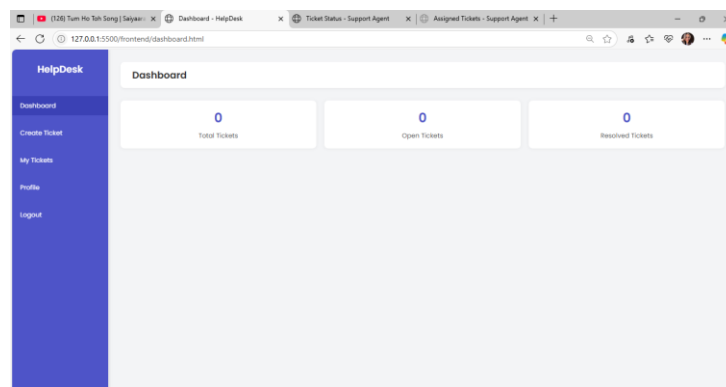 (126) Tum Ho Toh Song | Saiyaara
Dashboard - HelpDesk
Ticket Status - Support Agent
Assigned Tickets - Support Agent
127.0.0.1:5500/frontend/dashboard.html
HelpDesk
Dashboard
Create Ticket
My Tickets
Profile
Logout
Dashboard
0
Total Tickets
0
Open Tickets
0
Resolved Tickets